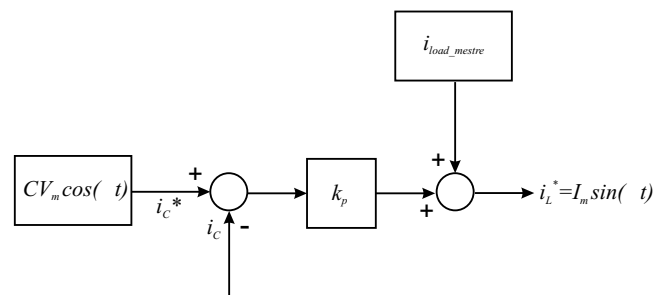 i_load_mestre
+
CV_m cos( t)
+
i_C*
k_p
+
i_L*=I_m sin( t)
i_C
-